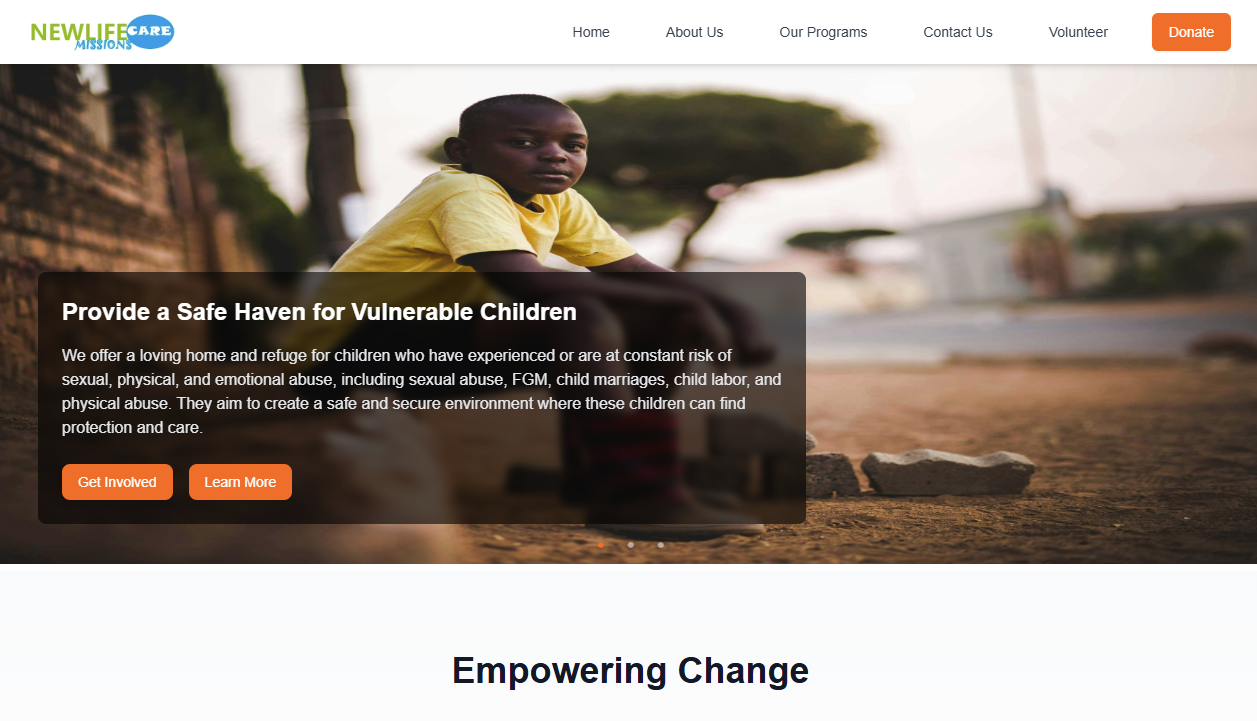 NEWLIFE CARE
MISSIONS
Home About Us Our Programs Contact Us Volunteer Donate
Provide a Safe Haven for Vulnerable Children
We offer a loving home and refuge for children who have experienced or are at constant risk of
sexual, physical, and emotional abuse, including sexual abuse, FGM, child marriages, child labor, and
physical abuse. They aim to create a safe and secure environment where these children can find
protection and care.
Get Involved Learn More
Empowering Change